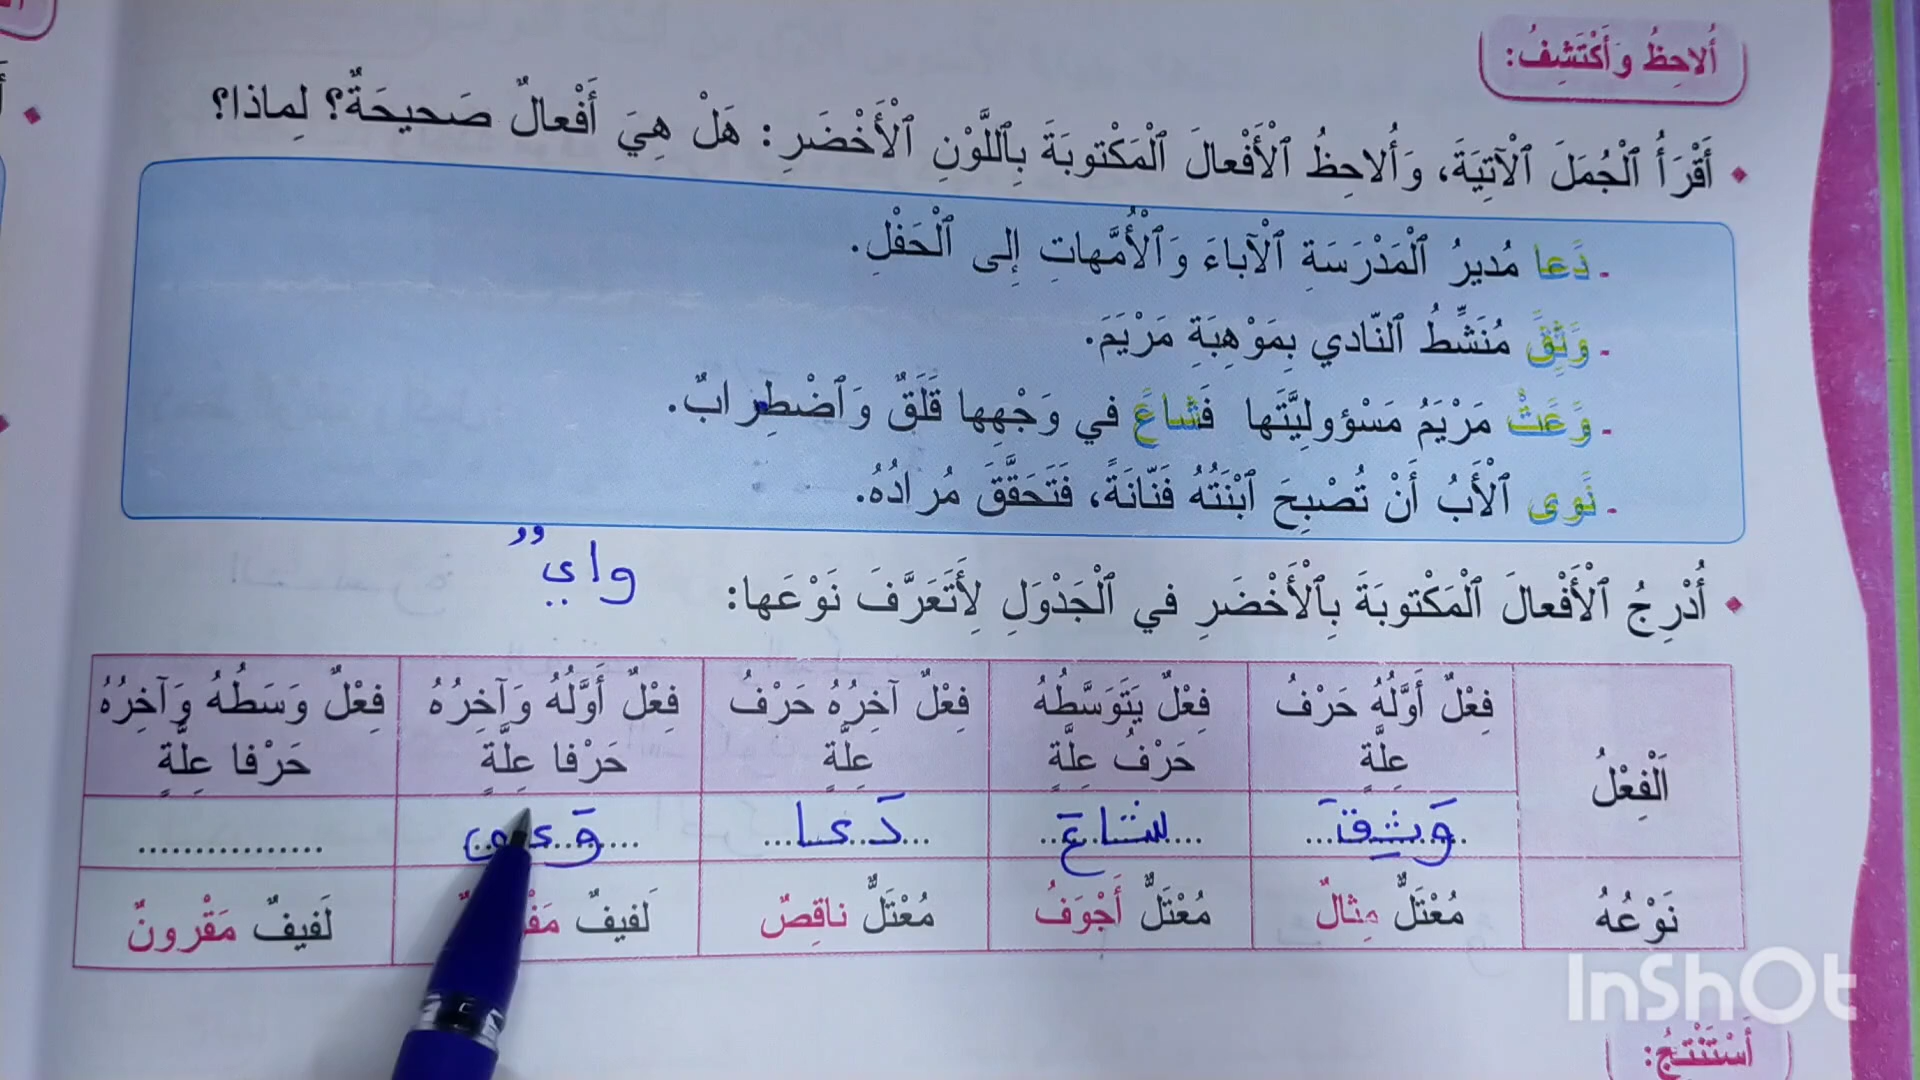 أُلاحِظُ وَأَكْتَشِفُ:
أَقْرَأُ ٱلْجُمَلَ ٱلْآتِيَةَ، وَأُلاحِظُ ٱلْأَفْعالَ ٱلْمَكْتوبَةَ بِٱللَّوْنِ ٱلْأَخْضَرِ: هَلْ هِيَ أَفْعالٌ صَحيحَةٌ؟ لِماذا؟
- دَعا مُديرُ ٱلْمَدْرَسَةِ ٱلْآباءَ وَٱلْأُمَّهاتِ إِلى ٱلْحَفْلِ.
- وَثِقَ مُنَشِّطُ ٱلنّادي بِمَوْهِبَةِ مَرْيَمَ.
- وَعَتْ مَرْيَمُ مَسْؤولِيَّتَها فَشاعَ في وَجْهِها قَلَقٌ وَٱضْطِرابٌ.
- نَوى ٱلْأَبُ أَنْ تُصْبِحَ ٱبْنَتُهُ فَنّانَةً، فَتَحَقَّقَ مُرادُهُ.
واي
أُدْرِجُ ٱلْأَفْعالَ ٱلْمَكْتوبَةَ بِٱلْأَخْضَرِ في ٱلْجَدْوَلِ لِأَتَعَرَّفَ نَوْعَها:
اَلْفِعْلُ فِعْلٌ أَوَّلُهُ حَرْفُ عِلَّةٍ فِعْلٌ يَتَوَسَّطُهُ حَرْفُ عِلَّةٍ فِعْلٌ آخِرُهُ حَرْفُ عِلَّةٍ فِعْلٌ أَوَّلُهُ وَآخِرُهُ حَرْفا عِلَّةٍ فِعْلٌ وَسَطُهُ وَآخِرُهُ حَرْفا عِلَّةٍ
وَثِقَ شاعَ دَعا
نَوْعُهُ مُعْتَلٌّ مِثالٌ مُعْتَلٌّ أَجْوَفُ مُعْتَلٌّ ناقِصٌ لَفيفٌ لَفيفٌ مَقْرونٌ
InShOt
أَسْتَنْتِجُ: